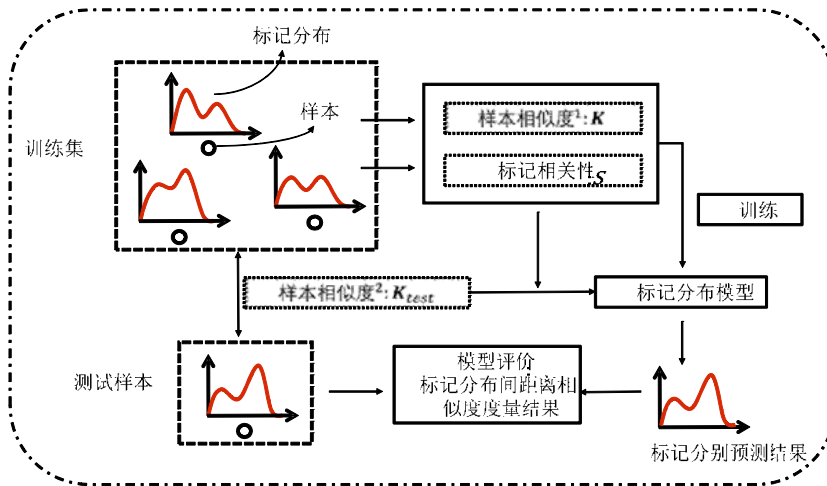 标记分布
样本
训练集
样本相似度¹:K
标记相关性:S
训练
样本相似度²:K_test
标记分布模型
测试样本
模型评价
标记分布间距离相
似度度量结果
标记分别预测结果